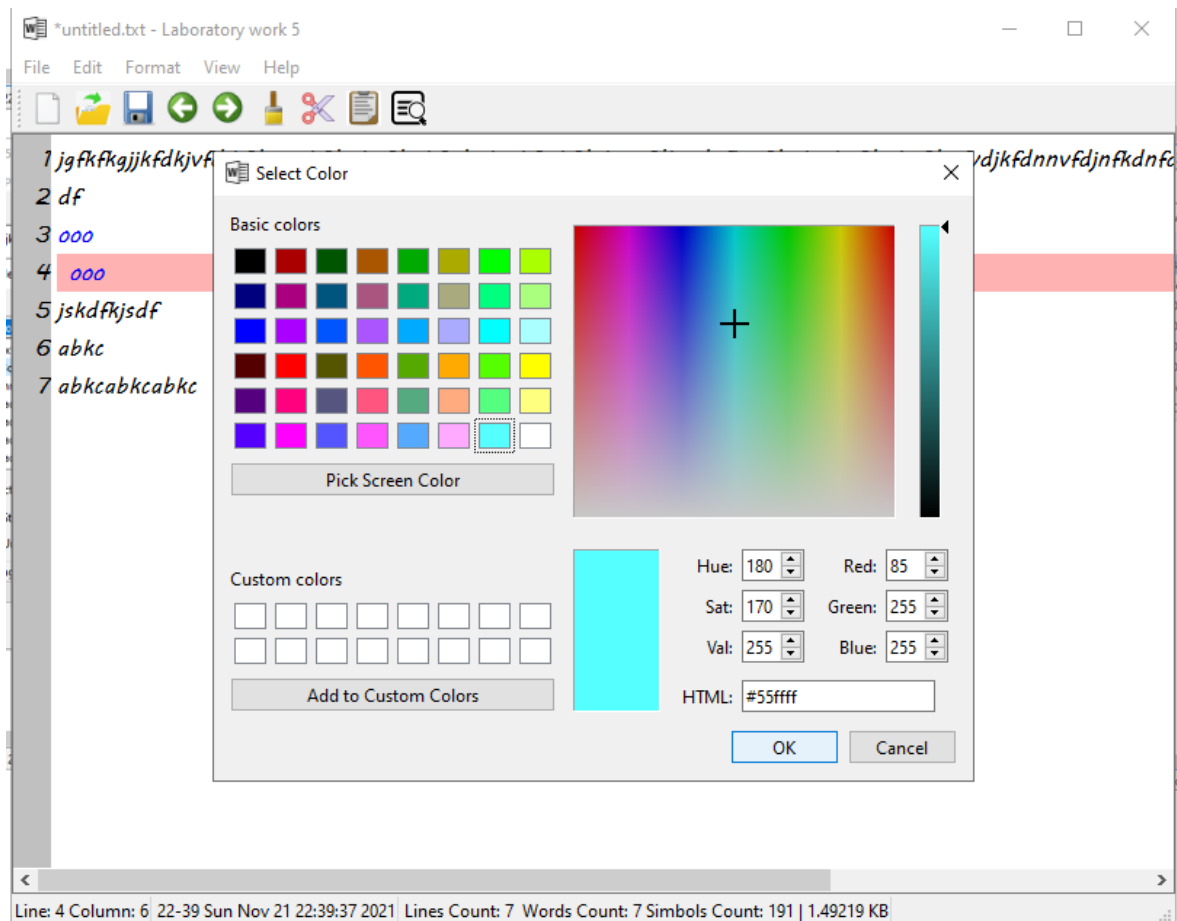 *untitled.txt - Laboratory work 5
File Edit Format View Help
1
2 df
3 ooo
4 ooo
5 jskdfkjsdf
6 abkc
7 abkcabkcabkc
Select Color
Basic colors
Pick Screen Color
Custom colors
Add to Custom Colors
Hue: 180 Red: 85
Sat: 170 Green: 255
Val: 255 Blue: 255
HTML: #55ffff
OK Cancel
Line: 4 Column: 6 22-39 Sun Nov 21 22:39:37 2021 Lines Count: 7 Words Count: 7 Simbols Count: 191 | 1.49219 KB